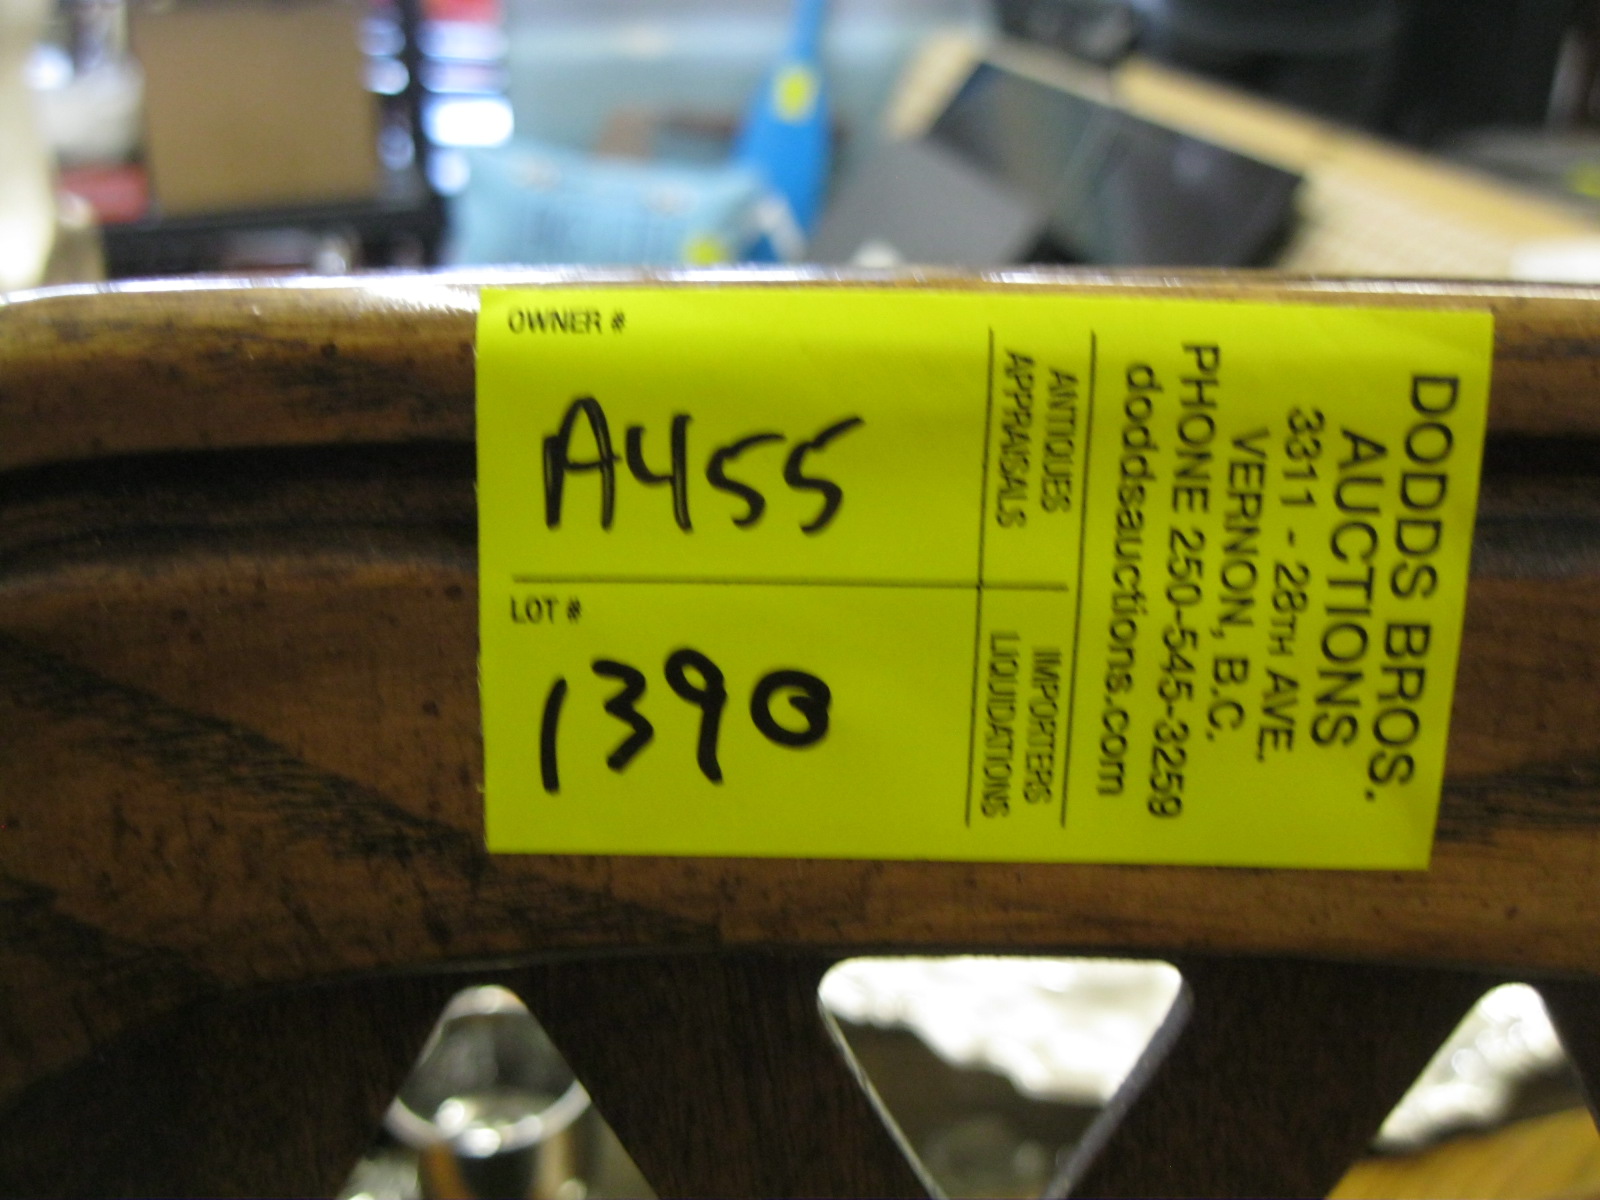 OWNER #
A455
LOT #
1390
ANTIQUES
APPRAISALS
IMPORTERS
LIQUIDATIONS
DODDS BROS.
AUCTIONS
3311 - 28TH AVE.
VERNON, B.C.
PHONE 250-545-3259
doddsauctions.com